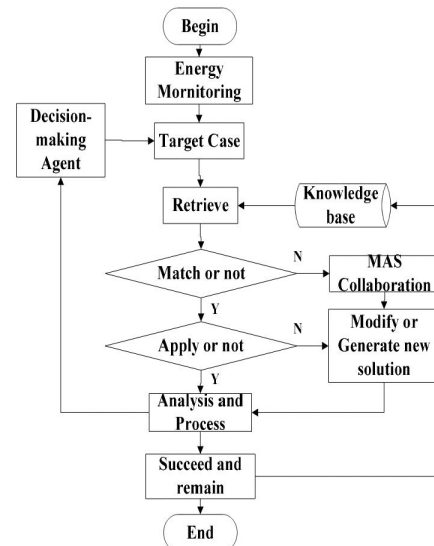 Begin
Energy
Mornitoring
Decision-
making
Agent
Target Case
Retrieve
Knowledge
base
Match or not
N
MAS
Collaboration
Y
Apply or not
N
Modify or
Generate new
solution
Y
Analysis and
Process
Succeed and
remain
End